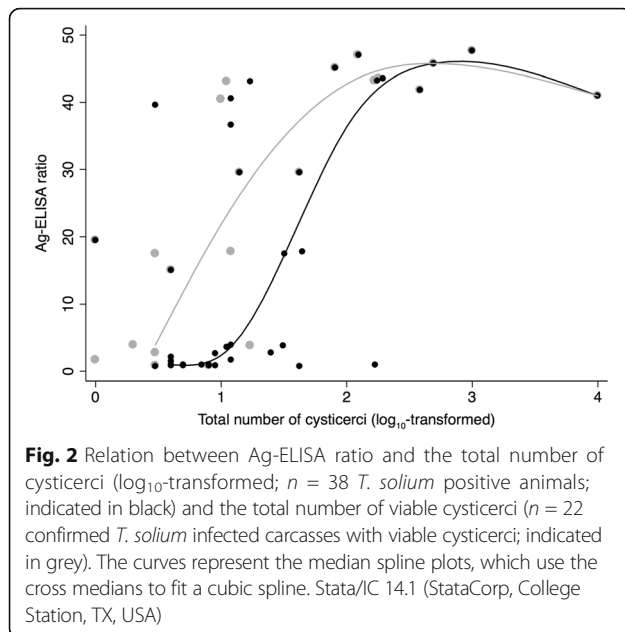 50
40
30
20
10
0
Ag-ELISA ratio
0 1 2 3 4
Total number of cysticerci (log₁₀-transformed)
Fig. 2 Relation between Ag-ELISA ratio and the total number of
cysticerci (log₁₀-transformed; n = 38 T. solium positive animals;
indicated in black) and the total number of viable cysticerci (n = 22
confirmed T. solium infected carcasses with viable cysticerci; indicated
in grey). The curves represent the median spline plots, which use the
cross medians to fit a cubic spline. Stata/IC 14.1 (StataCorp, College
Station, TX, USA)